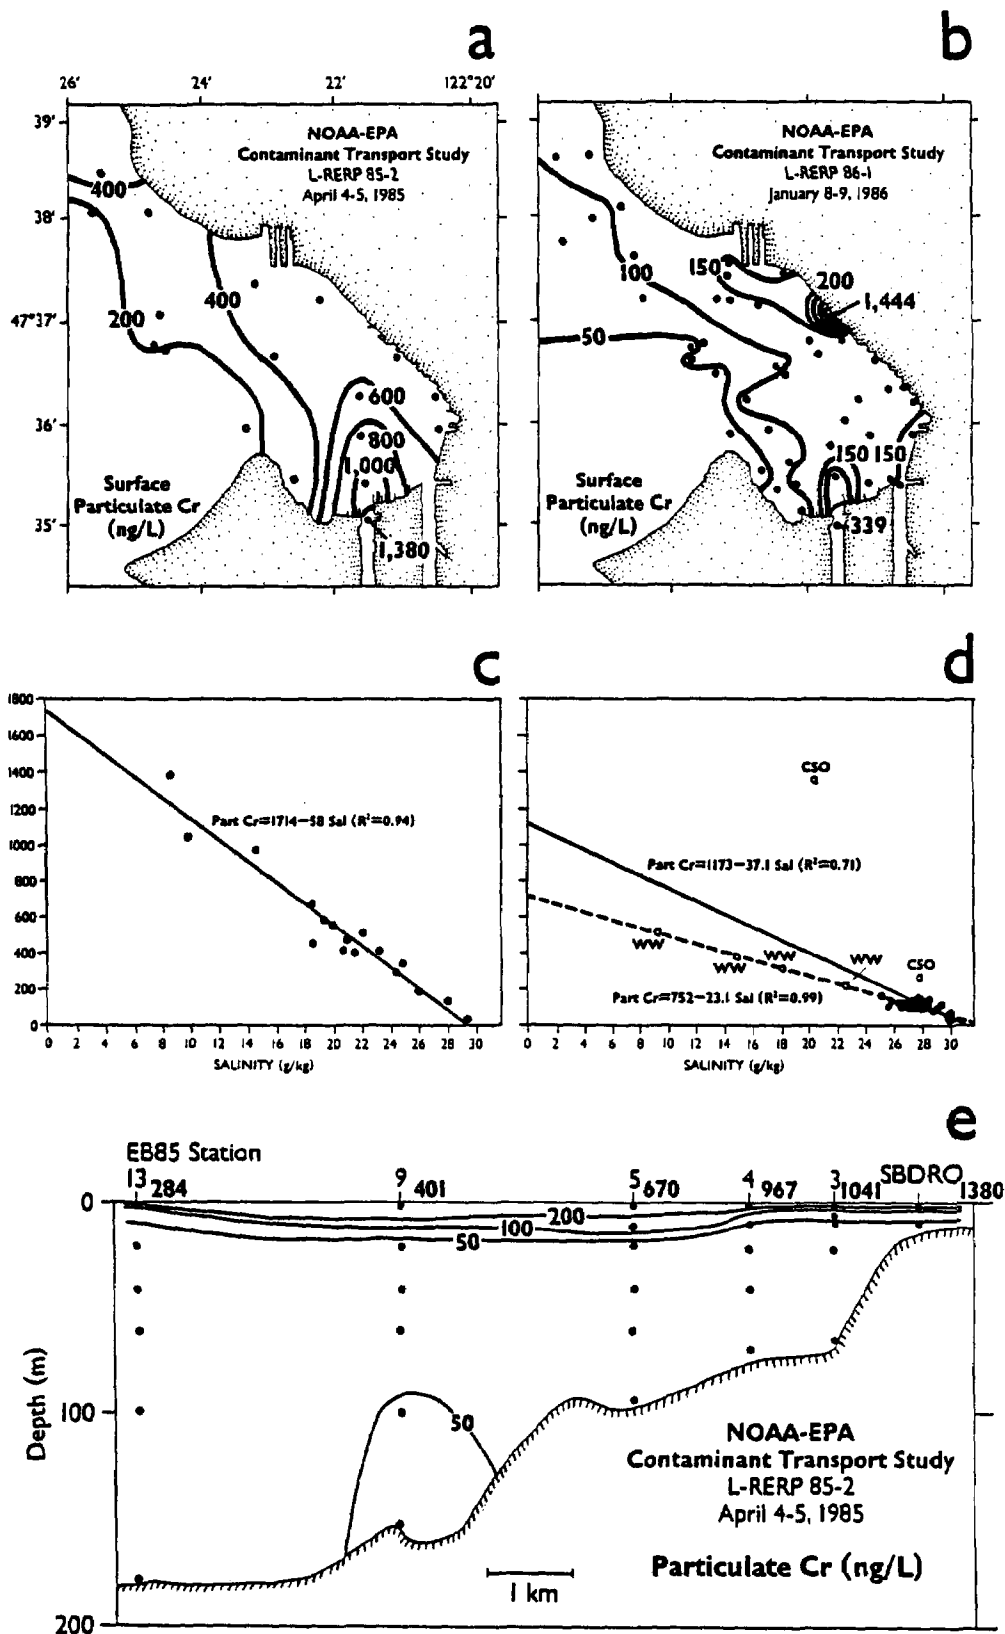 a
26′ 24′ 22′ 122°20′
39′
38′
47°17′
36′
35′
NOAA-EPA
Contaminant Transport Study
L-RERP 85-2
April 4-5, 1985
400
200
400
600
800
1,000
1,380
Surface
Particulate Cr
(ng/L)
b
NOAA-EPA
Contaminant Transport Study
L-RERP 86-1
January 8-9, 1986
100
150
200
1,444
50
150 150
339
Surface
Particulate Cr
(ng/L)
c
1800
1600
1400
1200
1000
800
600
400
200
0
Part Cr=1714-58 Sal (R²=0.94)
0 2 4 6 8 10 12 14 16 18 20 22 24 26 28 30
SALINITY (g/kg)
d
CSO
Part Cr=1173-37.1 Sal (R²=0.71)
WW
WW
WW
WW
CSO
Part Cr=752-23.1 Sal (R²=0.99)
0 2 4 6 8 10 12 14 16 18 20 22 24 26 28 30
SALINITY (g/kg)
e
EB85 Station
13 9 5 4 3 SBDRO
284 401 670 967 1041 1380
0
100
200
Depth (m)
200
100
50
50
NOAA-EPA
Contaminant Transport Study
L-RERP 85-2
April 4-5, 1985
Particulate Cr (ng/L)
1 km